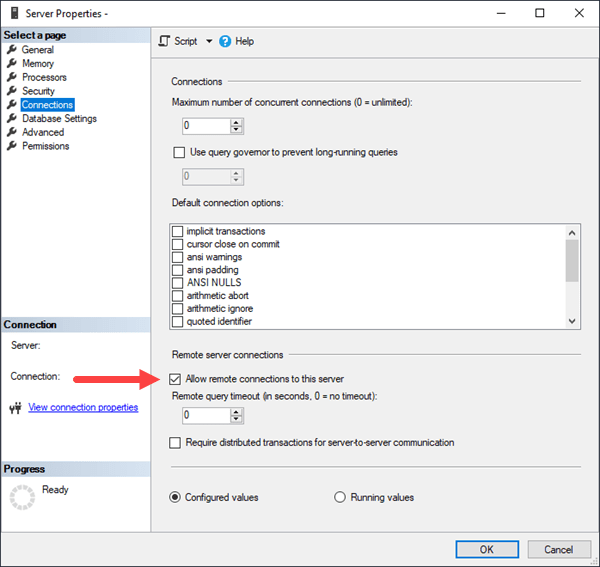 Server Properties -
Select a page
General
Memory
Processors
Security
Connections
Database Settings
Advanced
Permissions
Connection
Server:
Connection:
View connection properties
Progress
Ready
Script
Help
Connections
Maximum number of concurrent connections (0 = unlimited):
0
Use query governor to prevent long-running queries
0
Default connection options:
implicit transactions
cursor close on commit
ansi warnings
ansi padding
ANSI NULLS
arithmetic abort
arithmetic ignore
quoted identifier
Remote server connections
Allow remote connections to this server
Remote query timeout (in seconds, 0 = no timeout):
0
Require distributed transactions for server-to-server communication
Configured values
Running values
OK
Cancel